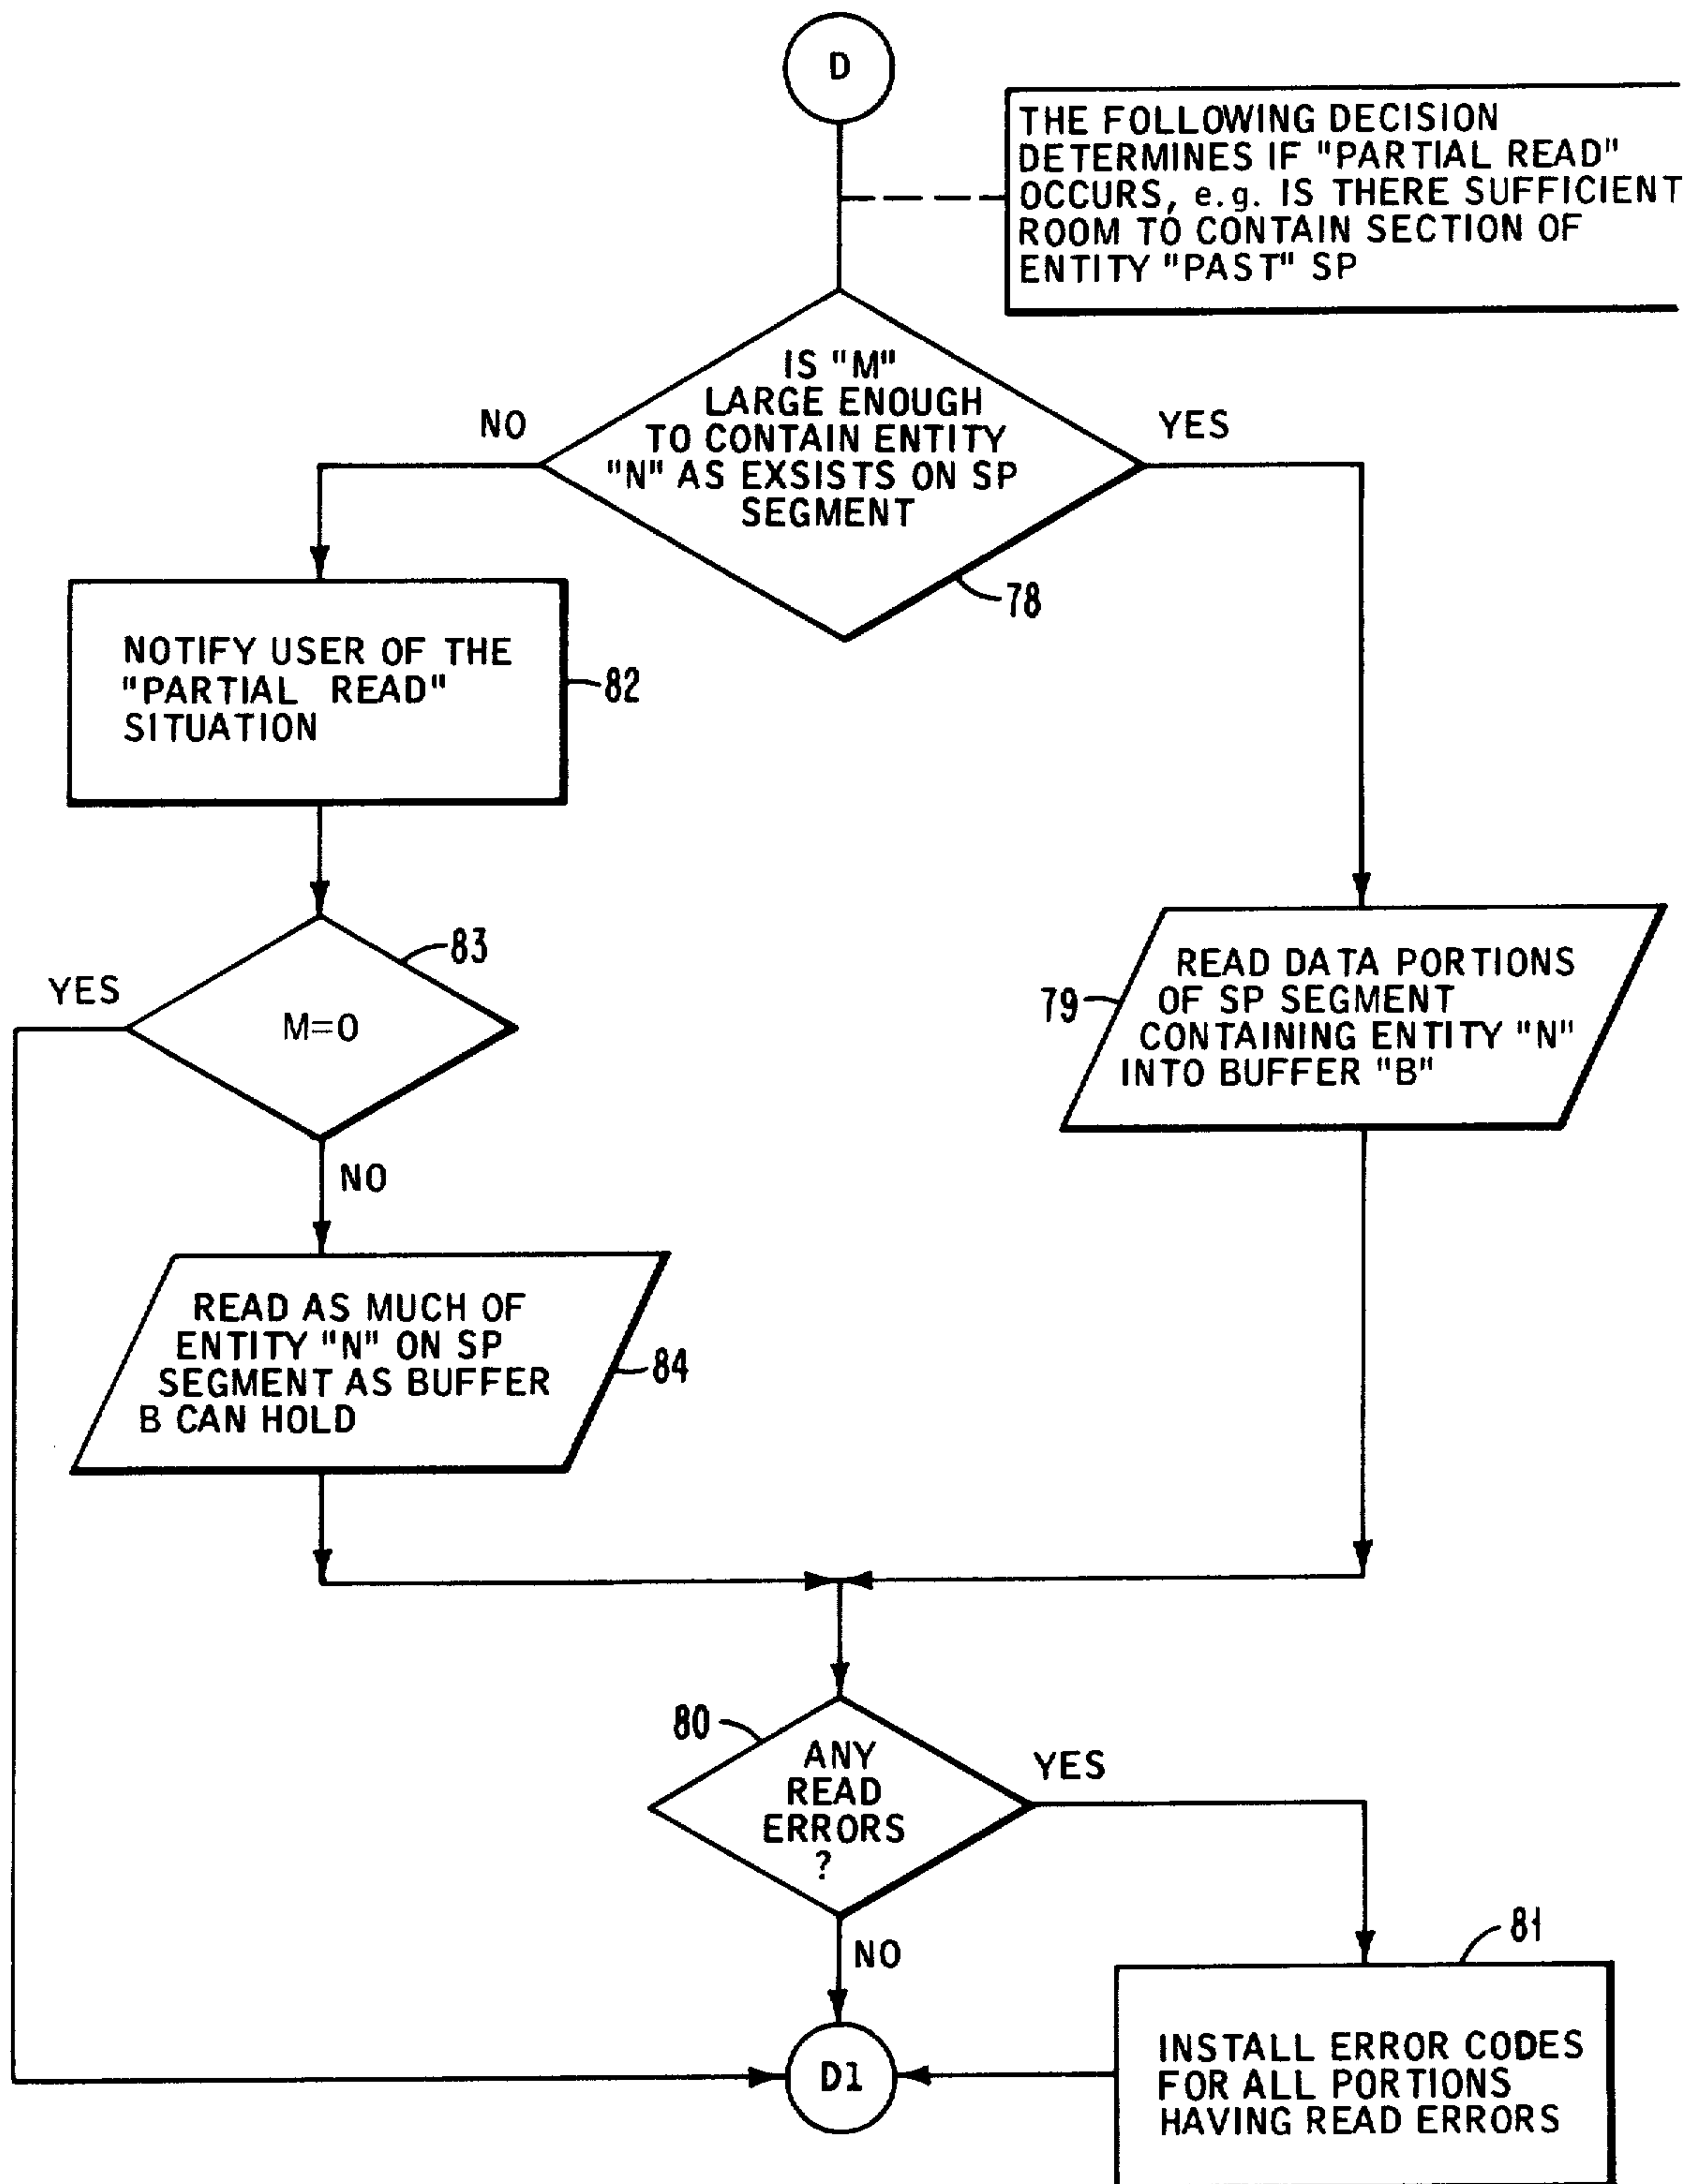 D
THE FOLLOWING DECISION
DETERMINES IF "PARTIAL READ"
OCCURS, e.g. IS THERE SUFFICIENT
ROOM TO CONTAIN SECTION OF
ENTITY "PAST" SP
IS "M"
LARGE ENOUGH
TO CONTAIN ENTITY
"N" AS EXSISTS ON SP
SEGMENT
NO
YES
78
NOTIFY USER OF THE
"PARTIAL READ"
SITUATION
82
83
YES
M=0
NO
READ DATA PORTIONS
OF SP SEGMENT
CONTAINING ENTITY "N"
INTO BUFFER "B"
79
READ AS MUCH OF
ENTITY "N" ON SP
SEGMENT AS BUFFER
B CAN HOLD
84
80
ANY
READ
ERRORS
?
YES
NO
81
D1
INSTALL ERROR CODES
FOR ALL PORTIONS
HAVING READ ERRORS